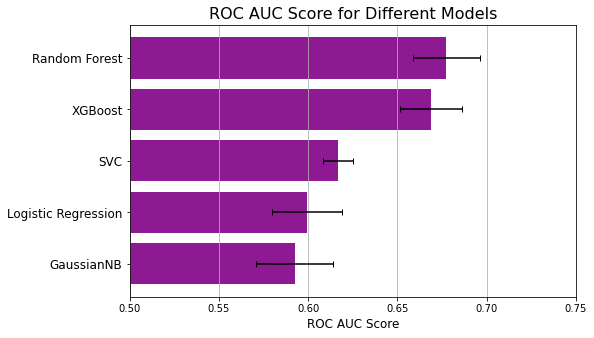 ROC AUC Score for Different Models
Random Forest
XGBoost
SVC
Logistic Regression
GaussianNB
0.50 0.55 0.60 0.65 0.70 0.75
ROC AUC Score